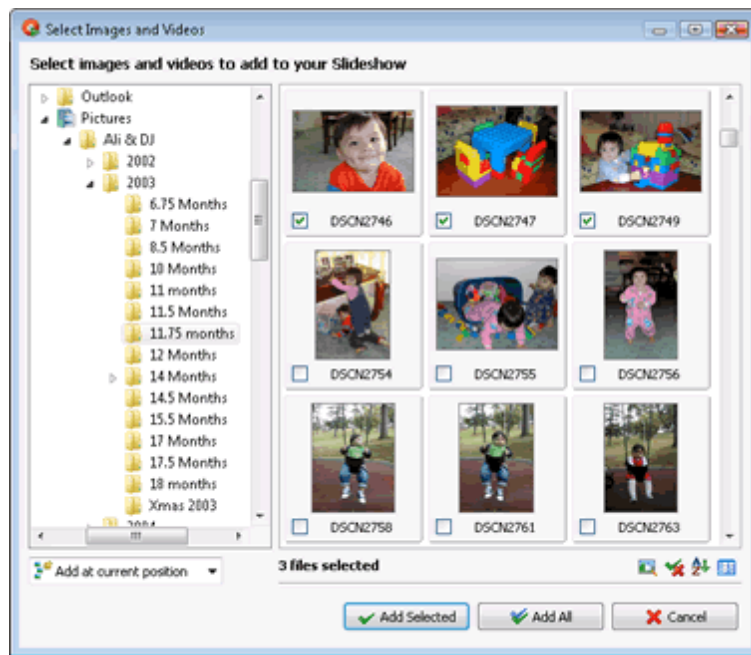 Select Images and Videos
Select images and videos to add to your Slideshow
Outlook
Pictures
Ali & DJ
2002
2003
6.75 Months
7 Months
8.5 Months
10 Months
11 months
11.5 Months
11.75 months
12 Months
14 Months
14.5 Months
15.5 Months
17 Months
17.5 Months
18 months
Xmas 2003
2004
DSCN2746 DSCN2747 DSCN2749
DSCN2754 DSCN2755 DSCN2756
DSCN2758 DSCN2761 DSCN2763
Add at current position
3 files selected
Add Selected Add All Cancel